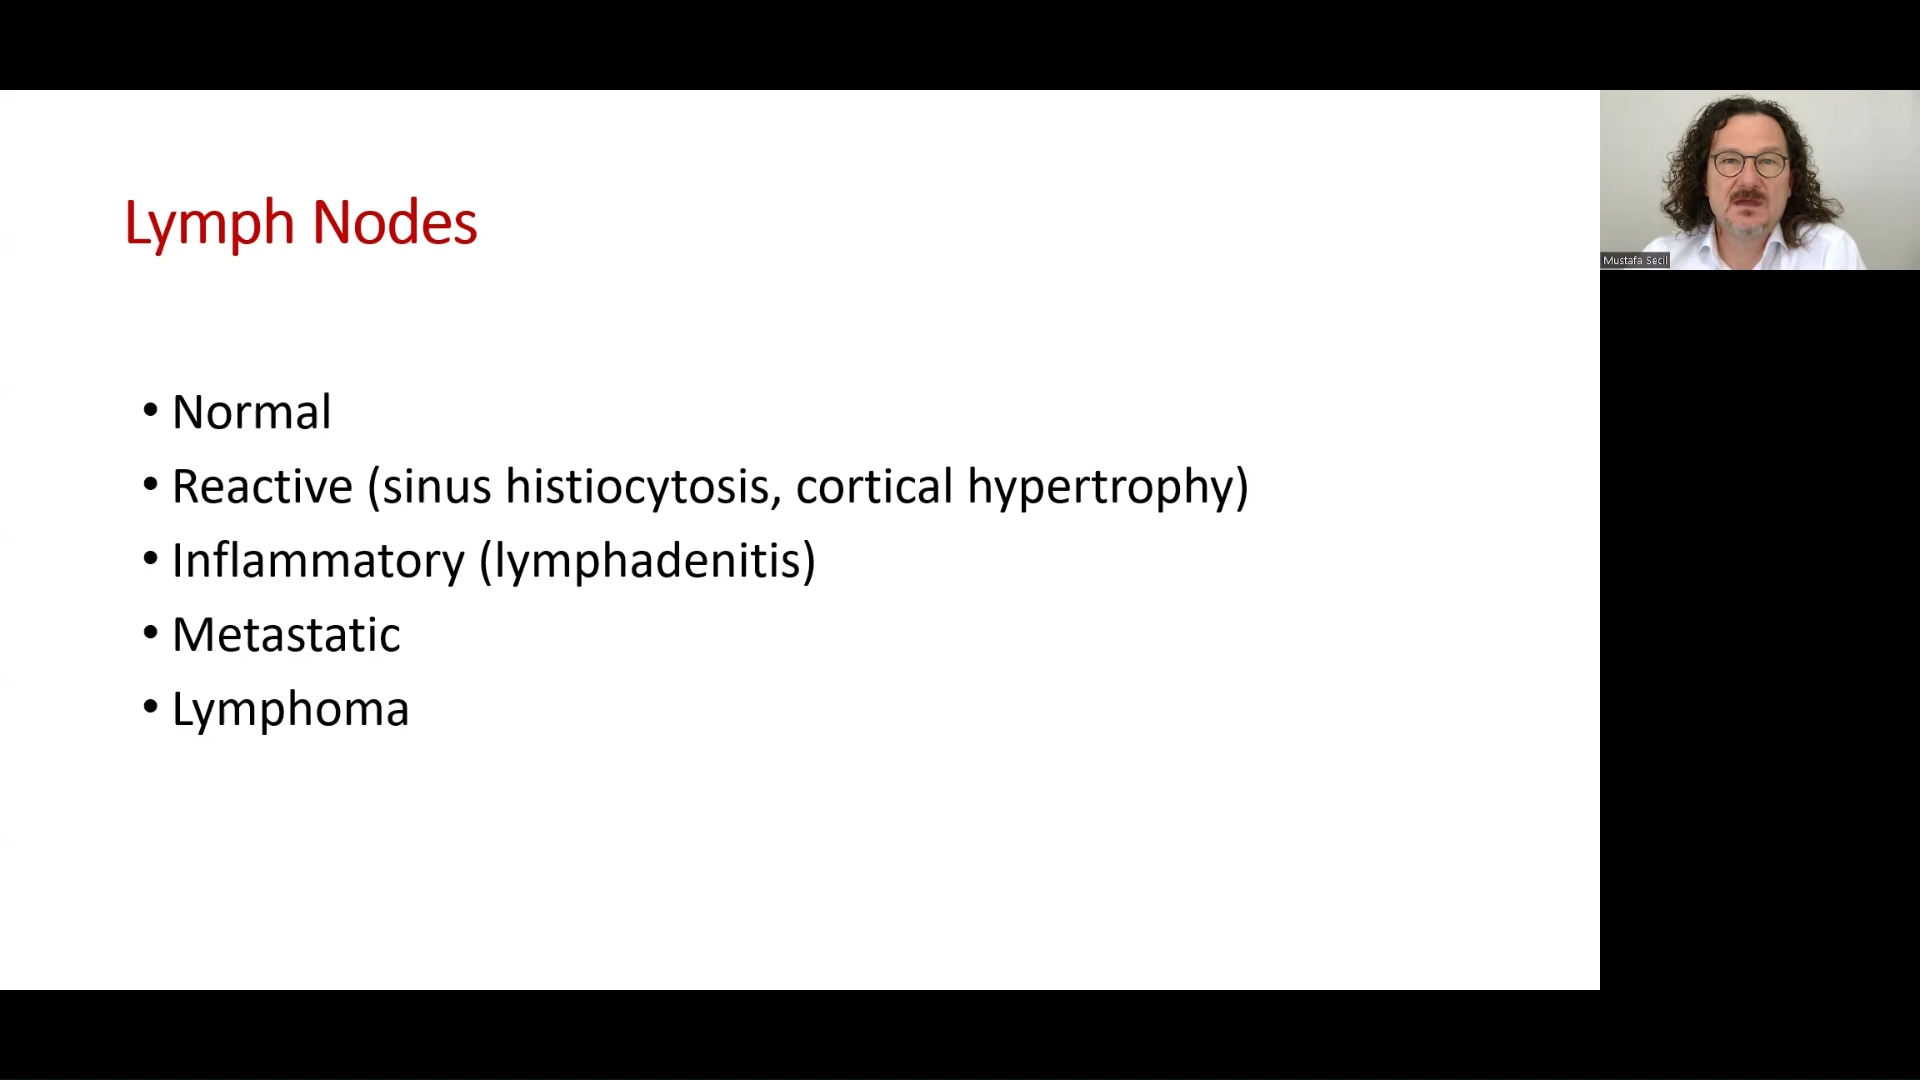 Lymph Nodes
• Normal
• Reactive (sinus histiocytosis, cortical hypertrophy)
• Inflammatory (lymphadenitis)
• Metastatic
• Lymphoma
Mustafa Secil